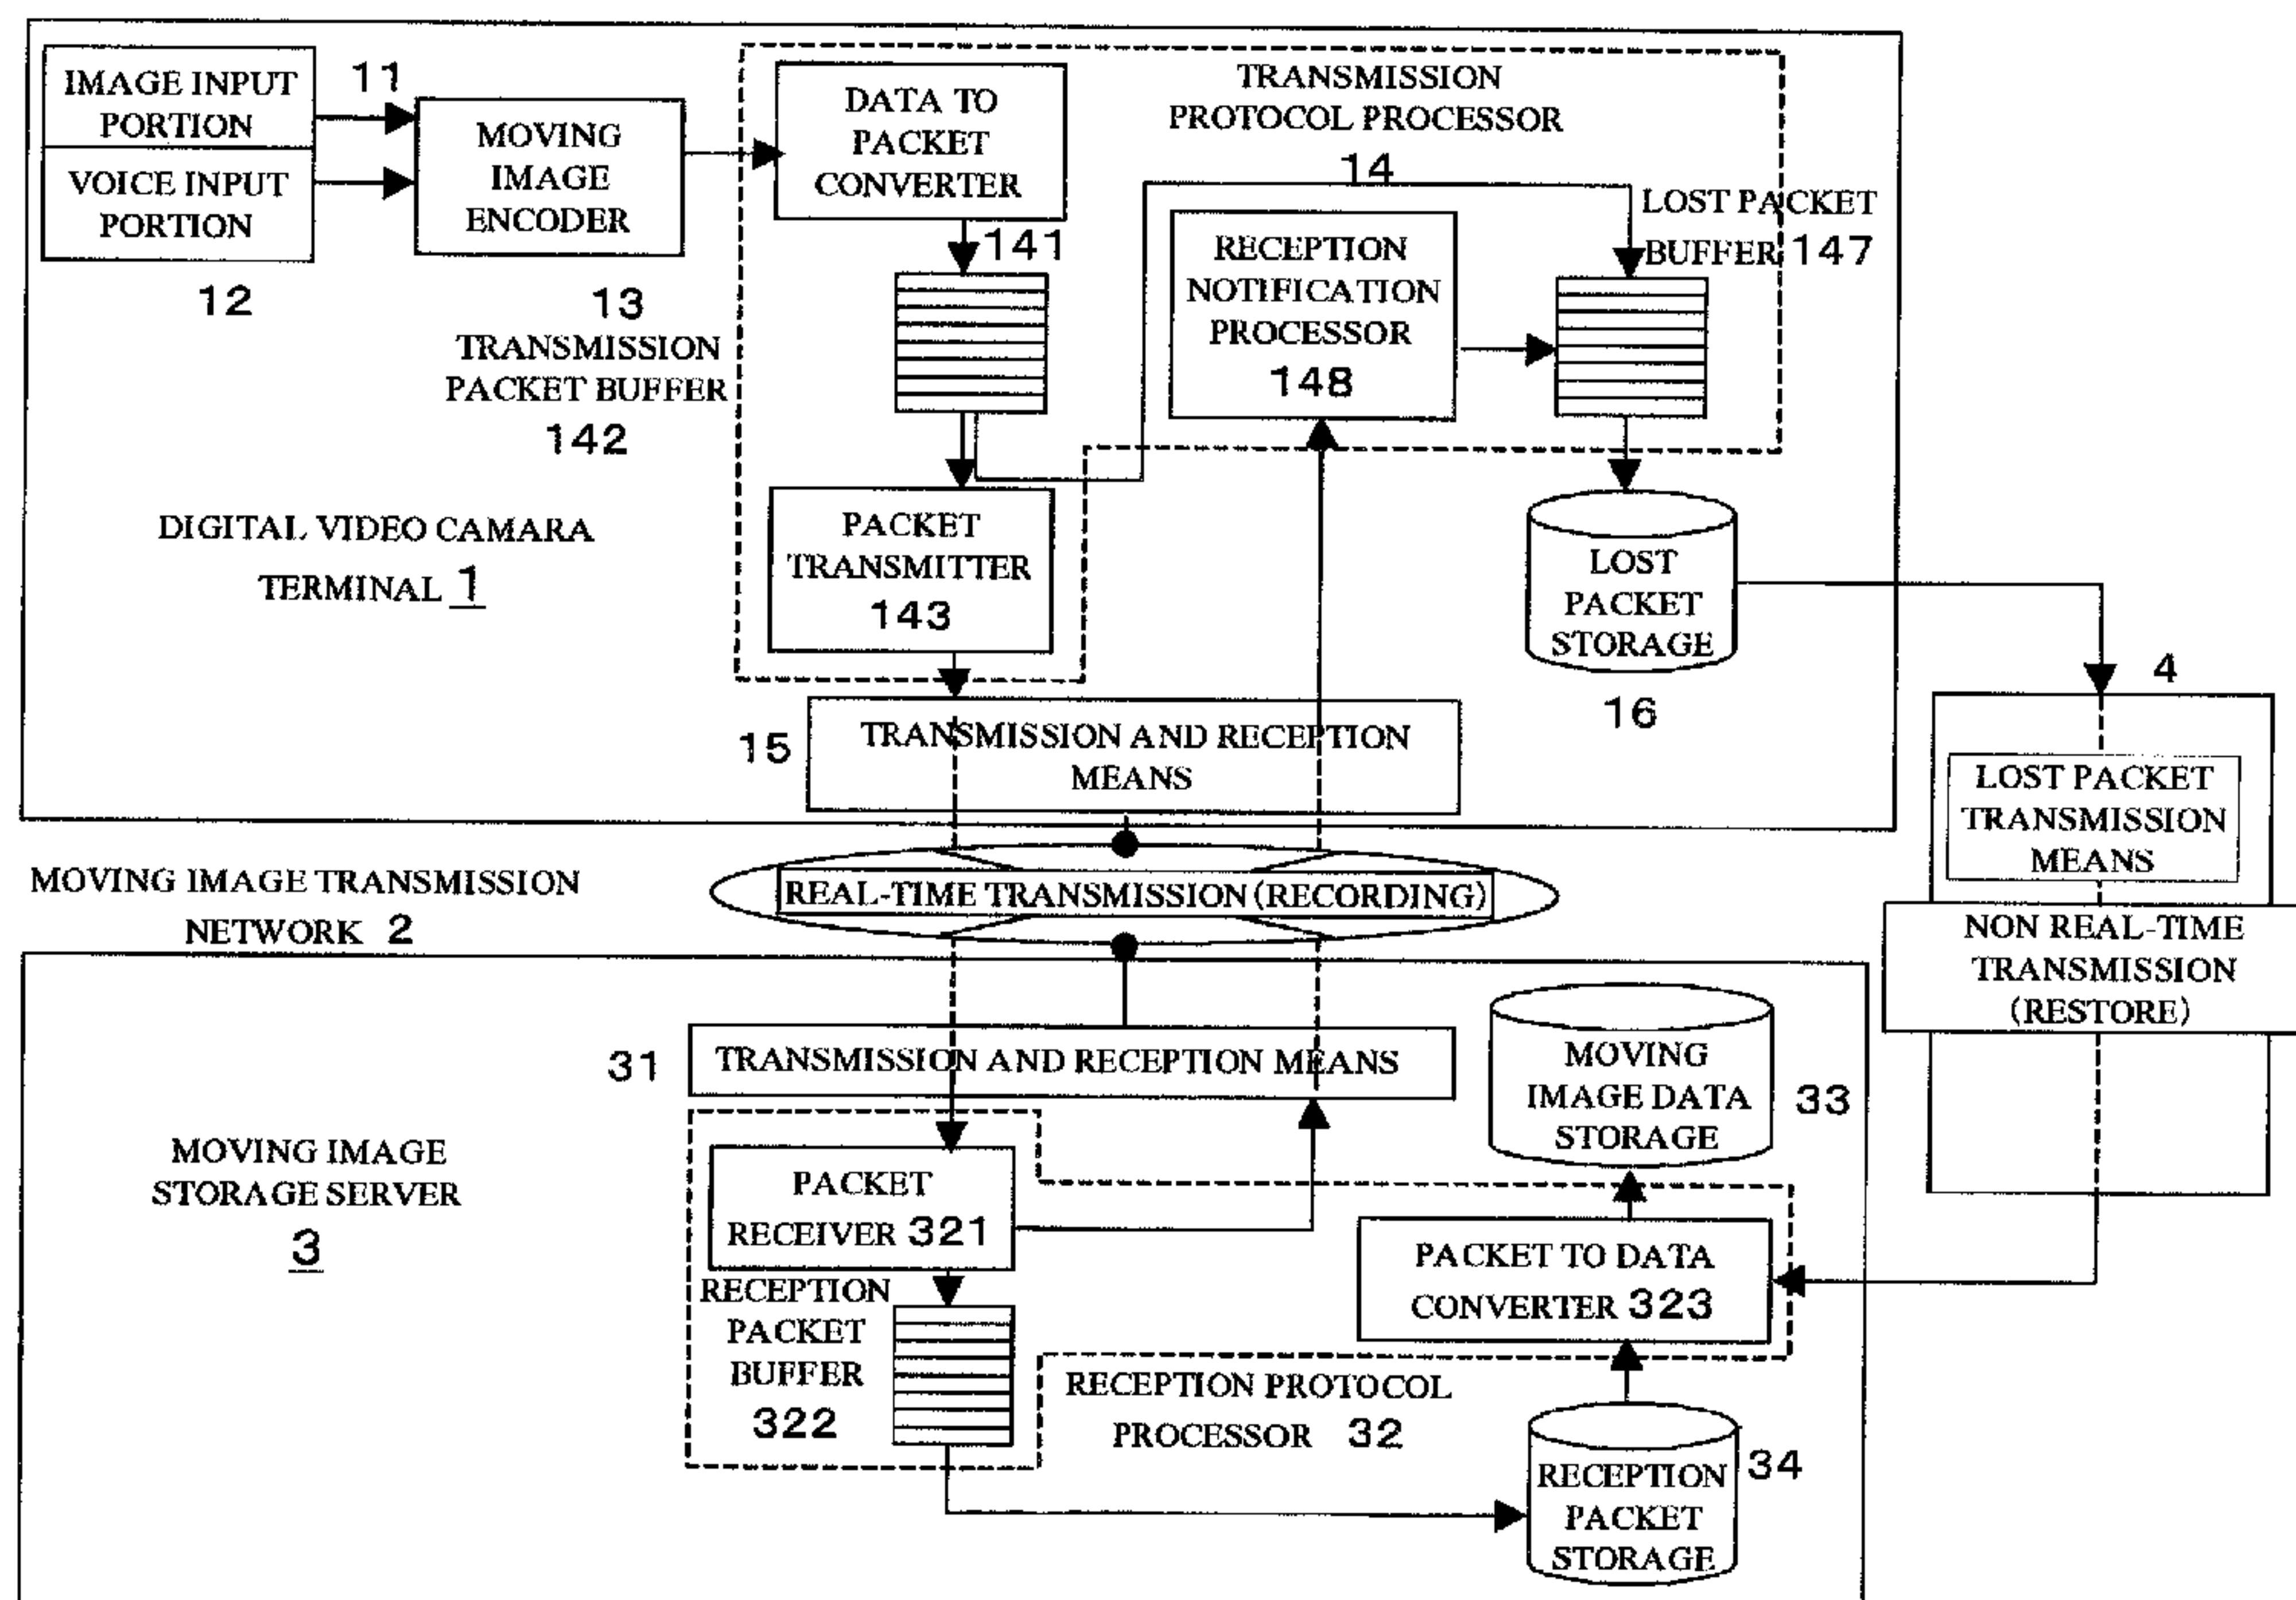 IMAGE INPUT
PORTION
11
VOICE INPUT
PORTION
12
MOVING
IMAGE
ENCODER
13
DATA TO
PACKET
CONVERTER
141
TRANSMISSION
PROTOCOL PROCESSOR
14
TRANSMISSION
PACKET BUFFER
142
RECEPTION
NOTIFICATION
PROCESSOR
148
LOST PACKET
BUFFER 147
DIGITAL VIDEO CAMARA
TERMINAL 1
PACKET
TRANSMITTER
143
LOST
PACKET
STORAGE
16
15
TRANSMISSION AND RECEPTION
MEANS
4
LOST PACKET
TRANSMISSION
MEANS
NON REAL-TIME
TRANSMISSION
(RESTORE)
MOVING IMAGE TRANSMISSION
NETWORK 2
REAL-TIME TRANSMISSION (RECORDING)
31
TRANSMISSION AND RECEPTION MEANS
MOVING
IMAGE DATA
STORAGE
33
MOVING IMAGE
STORAGE SERVER
3
PACKET
RECEIVER 321
RECEPTION
PACKET
BUFFER
322
PACKET TO DATA
CONVERTER 323
RECEPTION PROTOCOL
PROCESSOR 32
RECEPTION
PACKET
STORAGE
34